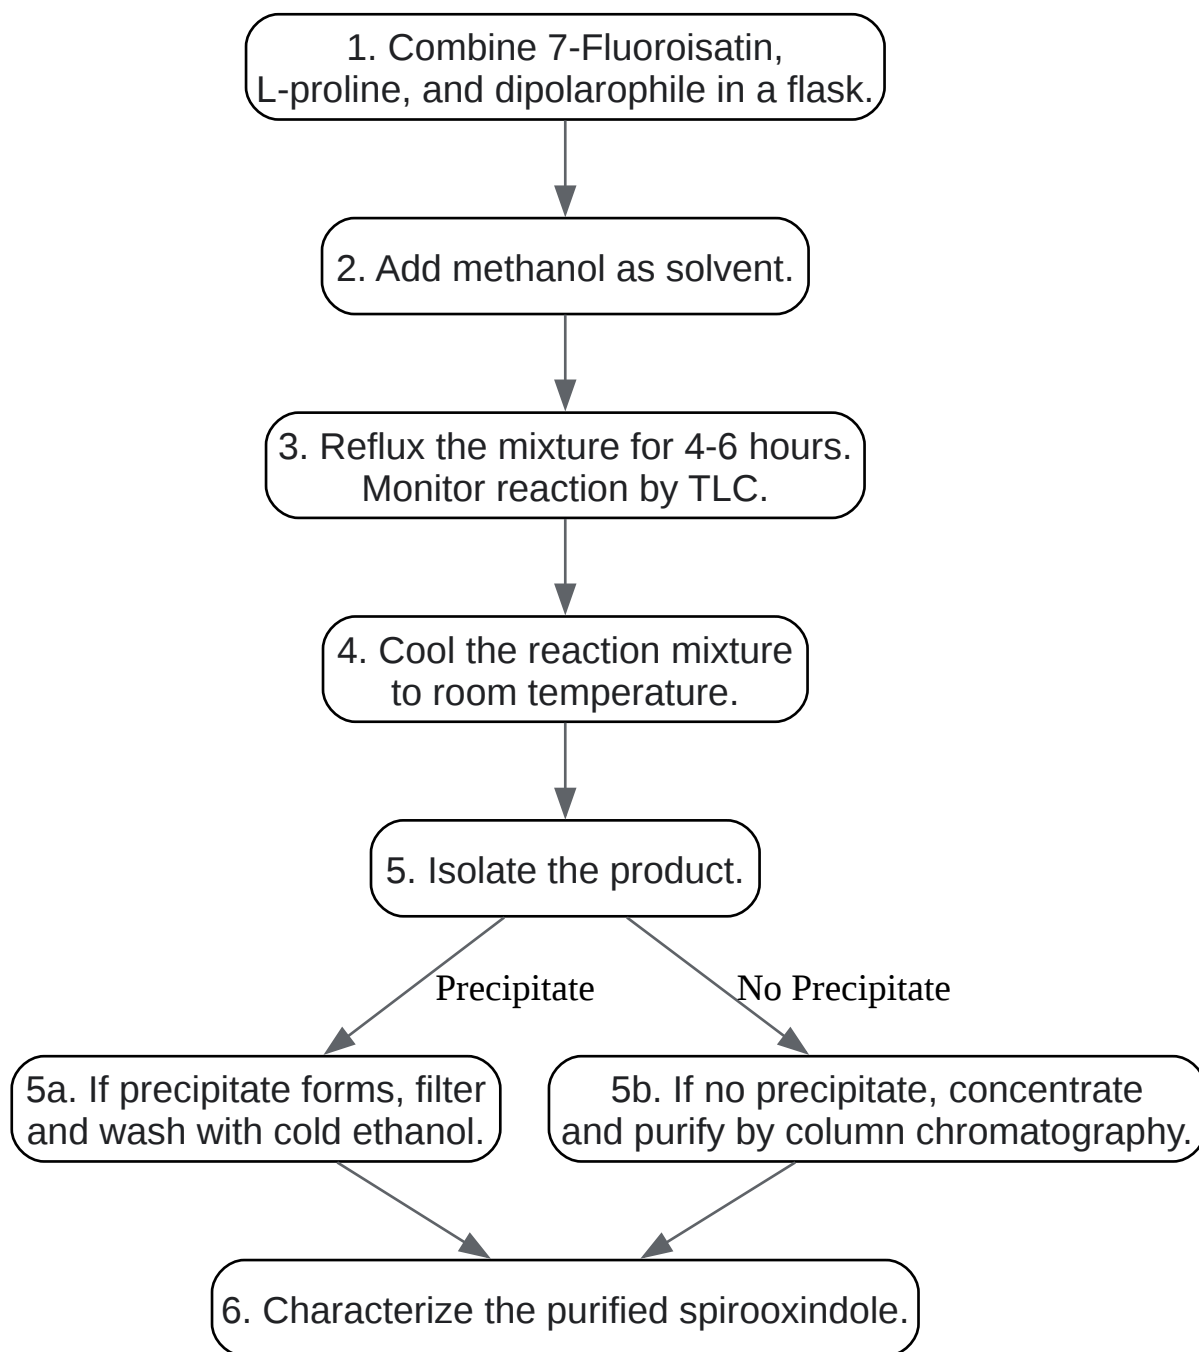 1. Combine 7-Fluoroisatin,
L-proline, and dipolarophile in a flask.
2. Add methanol as solvent.
3. Reflux the mixture for 4-6 hours.
Monitor reaction by TLC.
4. Cool the reaction mixture
to room temperature.
5. Isolate the product.
Precipitate
No Precipitate
5a. If precipitate forms, filter
and wash with cold ethanol.
5b. If no precipitate, concentrate
and purify by column chromatography.
6. Characterize the purified spirooxindole.